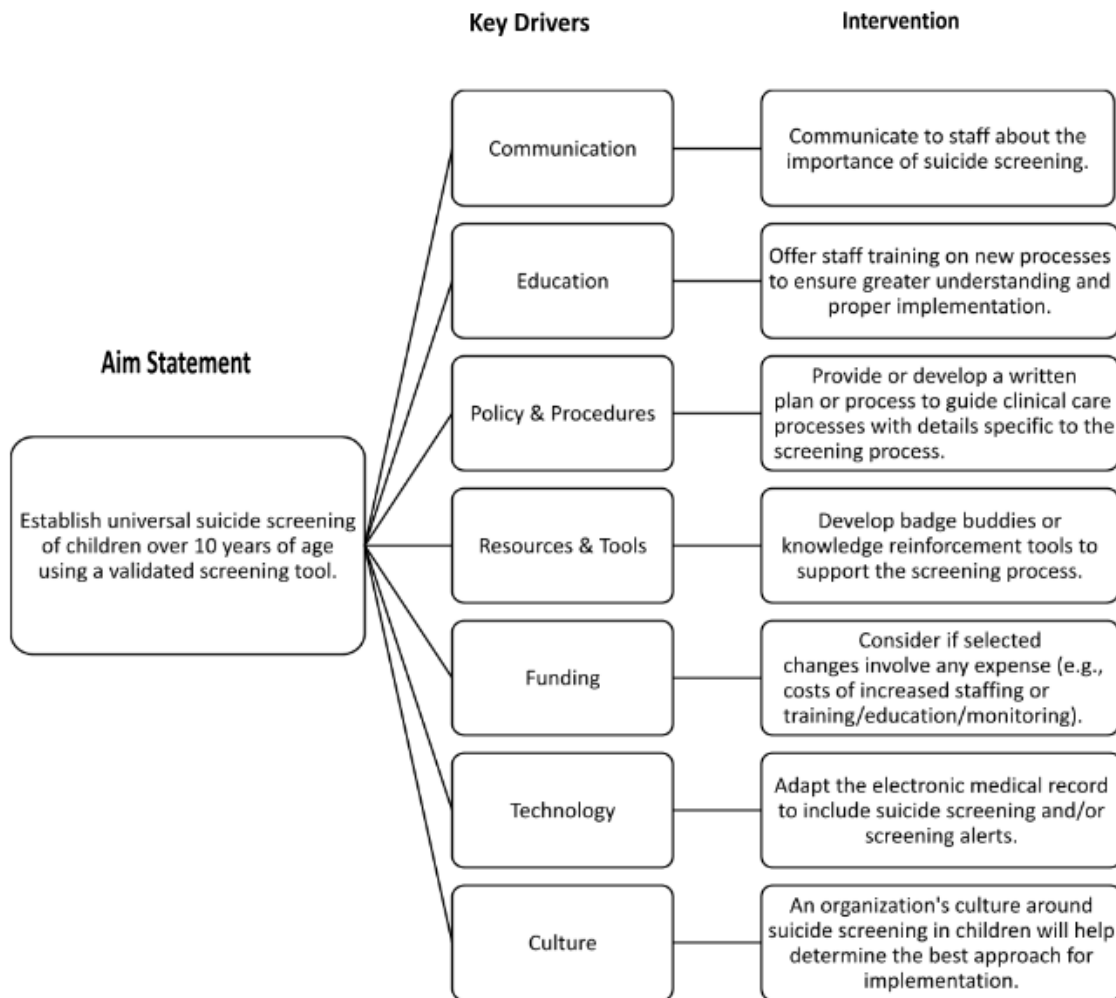 Key Drivers
Intervention
Communication
Communicate to staff about the
importance of suicide screening.
Education
Offer staff training on new processes
to ensure greater understanding and
proper implementation.
Aim Statement
Policy & Procedures
Provide or develop a written
plan or process to guide clinical care
processes with details specific to the
screening process.
Establish universal suicide screening
of children over 10 years of age
using a validated screening tool.
Resources & Tools
Develop badge buddies or
knowledge reinforcement tools to
support the screening process.
Funding
Consider if selected
changes involve any expense (e.g.,
costs of increased staffing or
training/education/monitoring).
Technology
Adapt the electronic medical record
to include suicide screening and/or
screening alerts.
Culture
An organization's culture around
suicide screening in children will help
determine the best approach for
implementation.